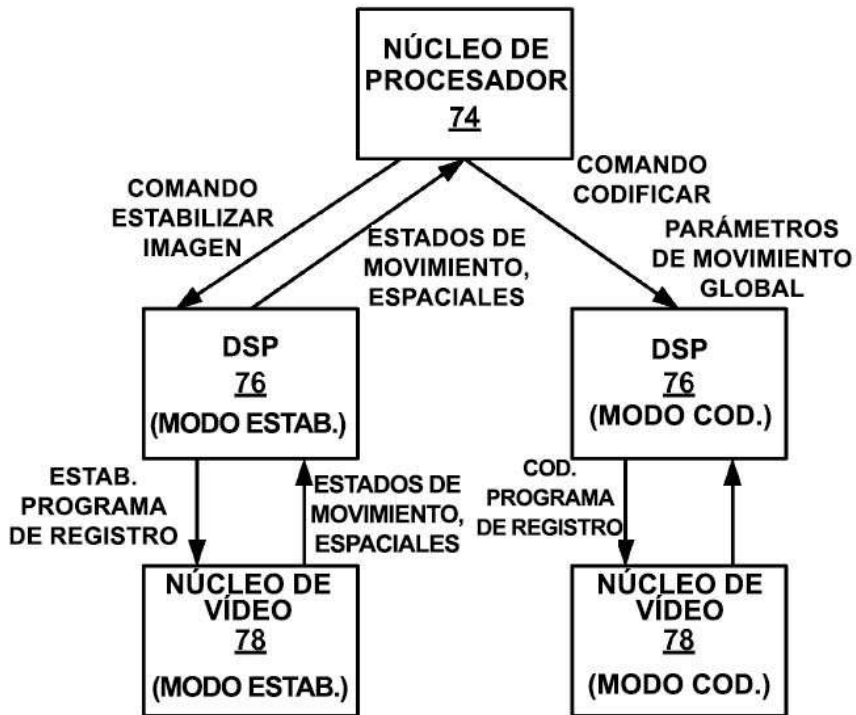 NÚCLEO DE
PROCESADOR
74
COMANDO
ESTABILIZAR
IMAGEN
ESTADOS DE
MOVIMIENTO,
ESPACIALES
COMANDO
CODIFICAR
PARÁMETROS
DE MOVIMIENTO
GLOBAL
DSP
76
(MODO ESTAB.)
DSP
76
(MODO COD.)
ESTAB.
PROGRAMA
DE REGISTRO
ESTADOS DE
MOVIMIENTO,
ESPACIALES
COD.
PROGRAMA
DE REGISTRO
NÚCLEO DE
VÍDEO
78
(MODO ESTAB.)
NÚCLEO DE
VÍDEO
78
(MODO COD.)